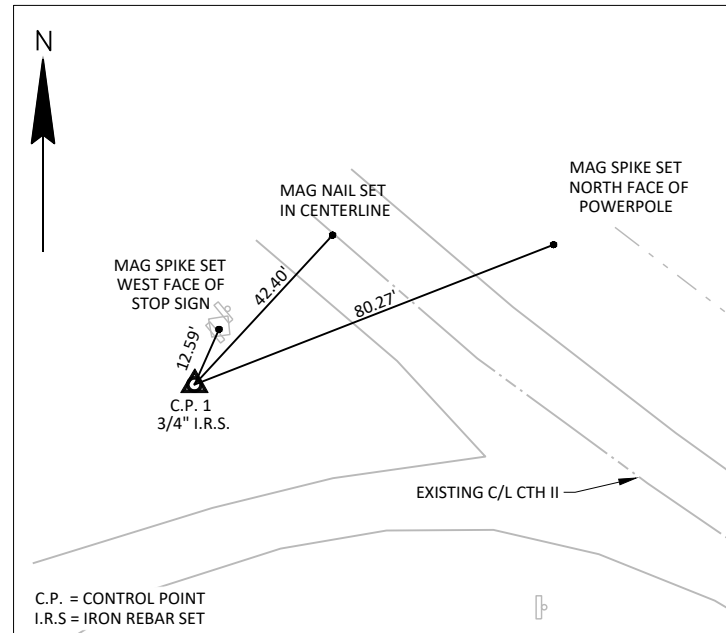 N
MAG SPIKE SET
NORTH FACE OF
POWERPOLE
MAG NAIL SET
IN CENTERLINE
MAG SPIKE SET
WEST FACE OF
STOP SIGN
42.40'
80.27'
12.59'
C.P. 1
3/4" I.R.S.
EXISTING C/L CTH II
C.P. = CONTROL POINT
I.R.S = IRON REBAR SET